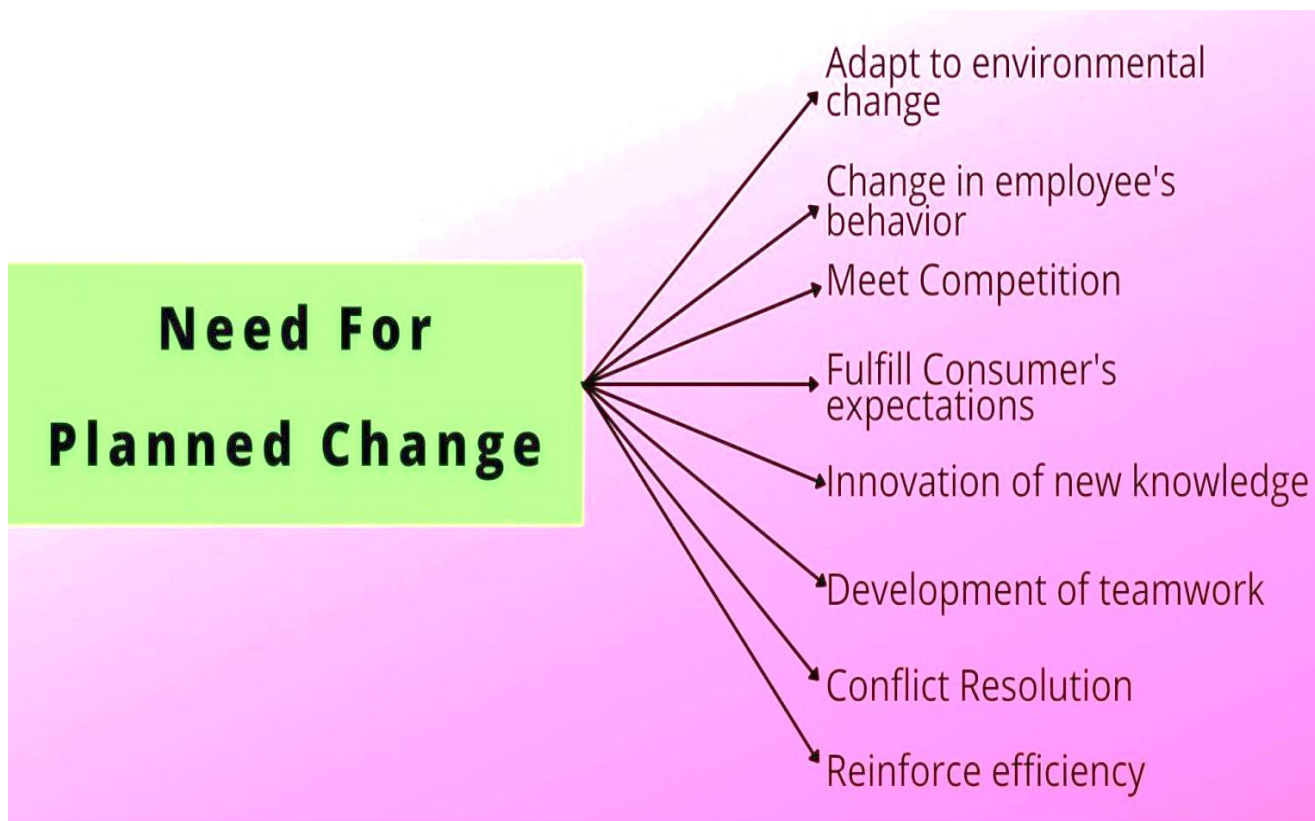 Need For
Planned Change
Adapt to environmental
change
Change in employee's
behavior
Meet Competition
Fulfill Consumer's
expectations
Innovation of new knowledge
Development of teamwork
Conflict Resolution
Reinforce efficiency